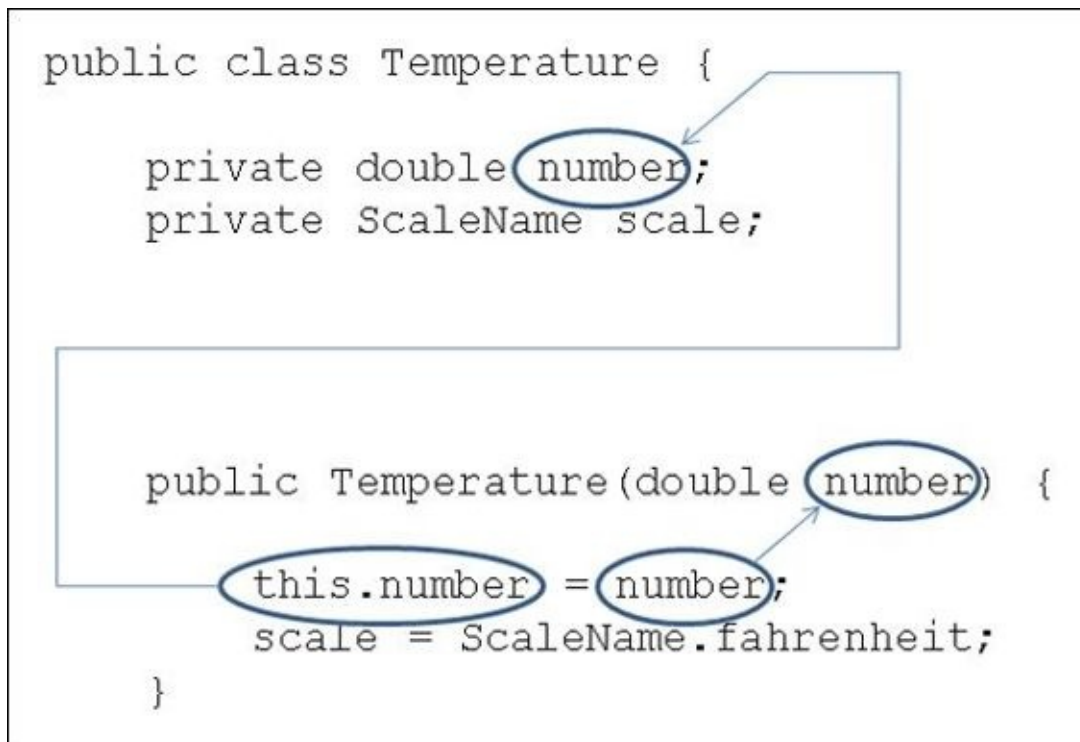 public class Temperature {
private double number;
private ScaleName scale;
public Temperature(double number) {
this.number = number;
scale = ScaleName.fahrenheit;
}